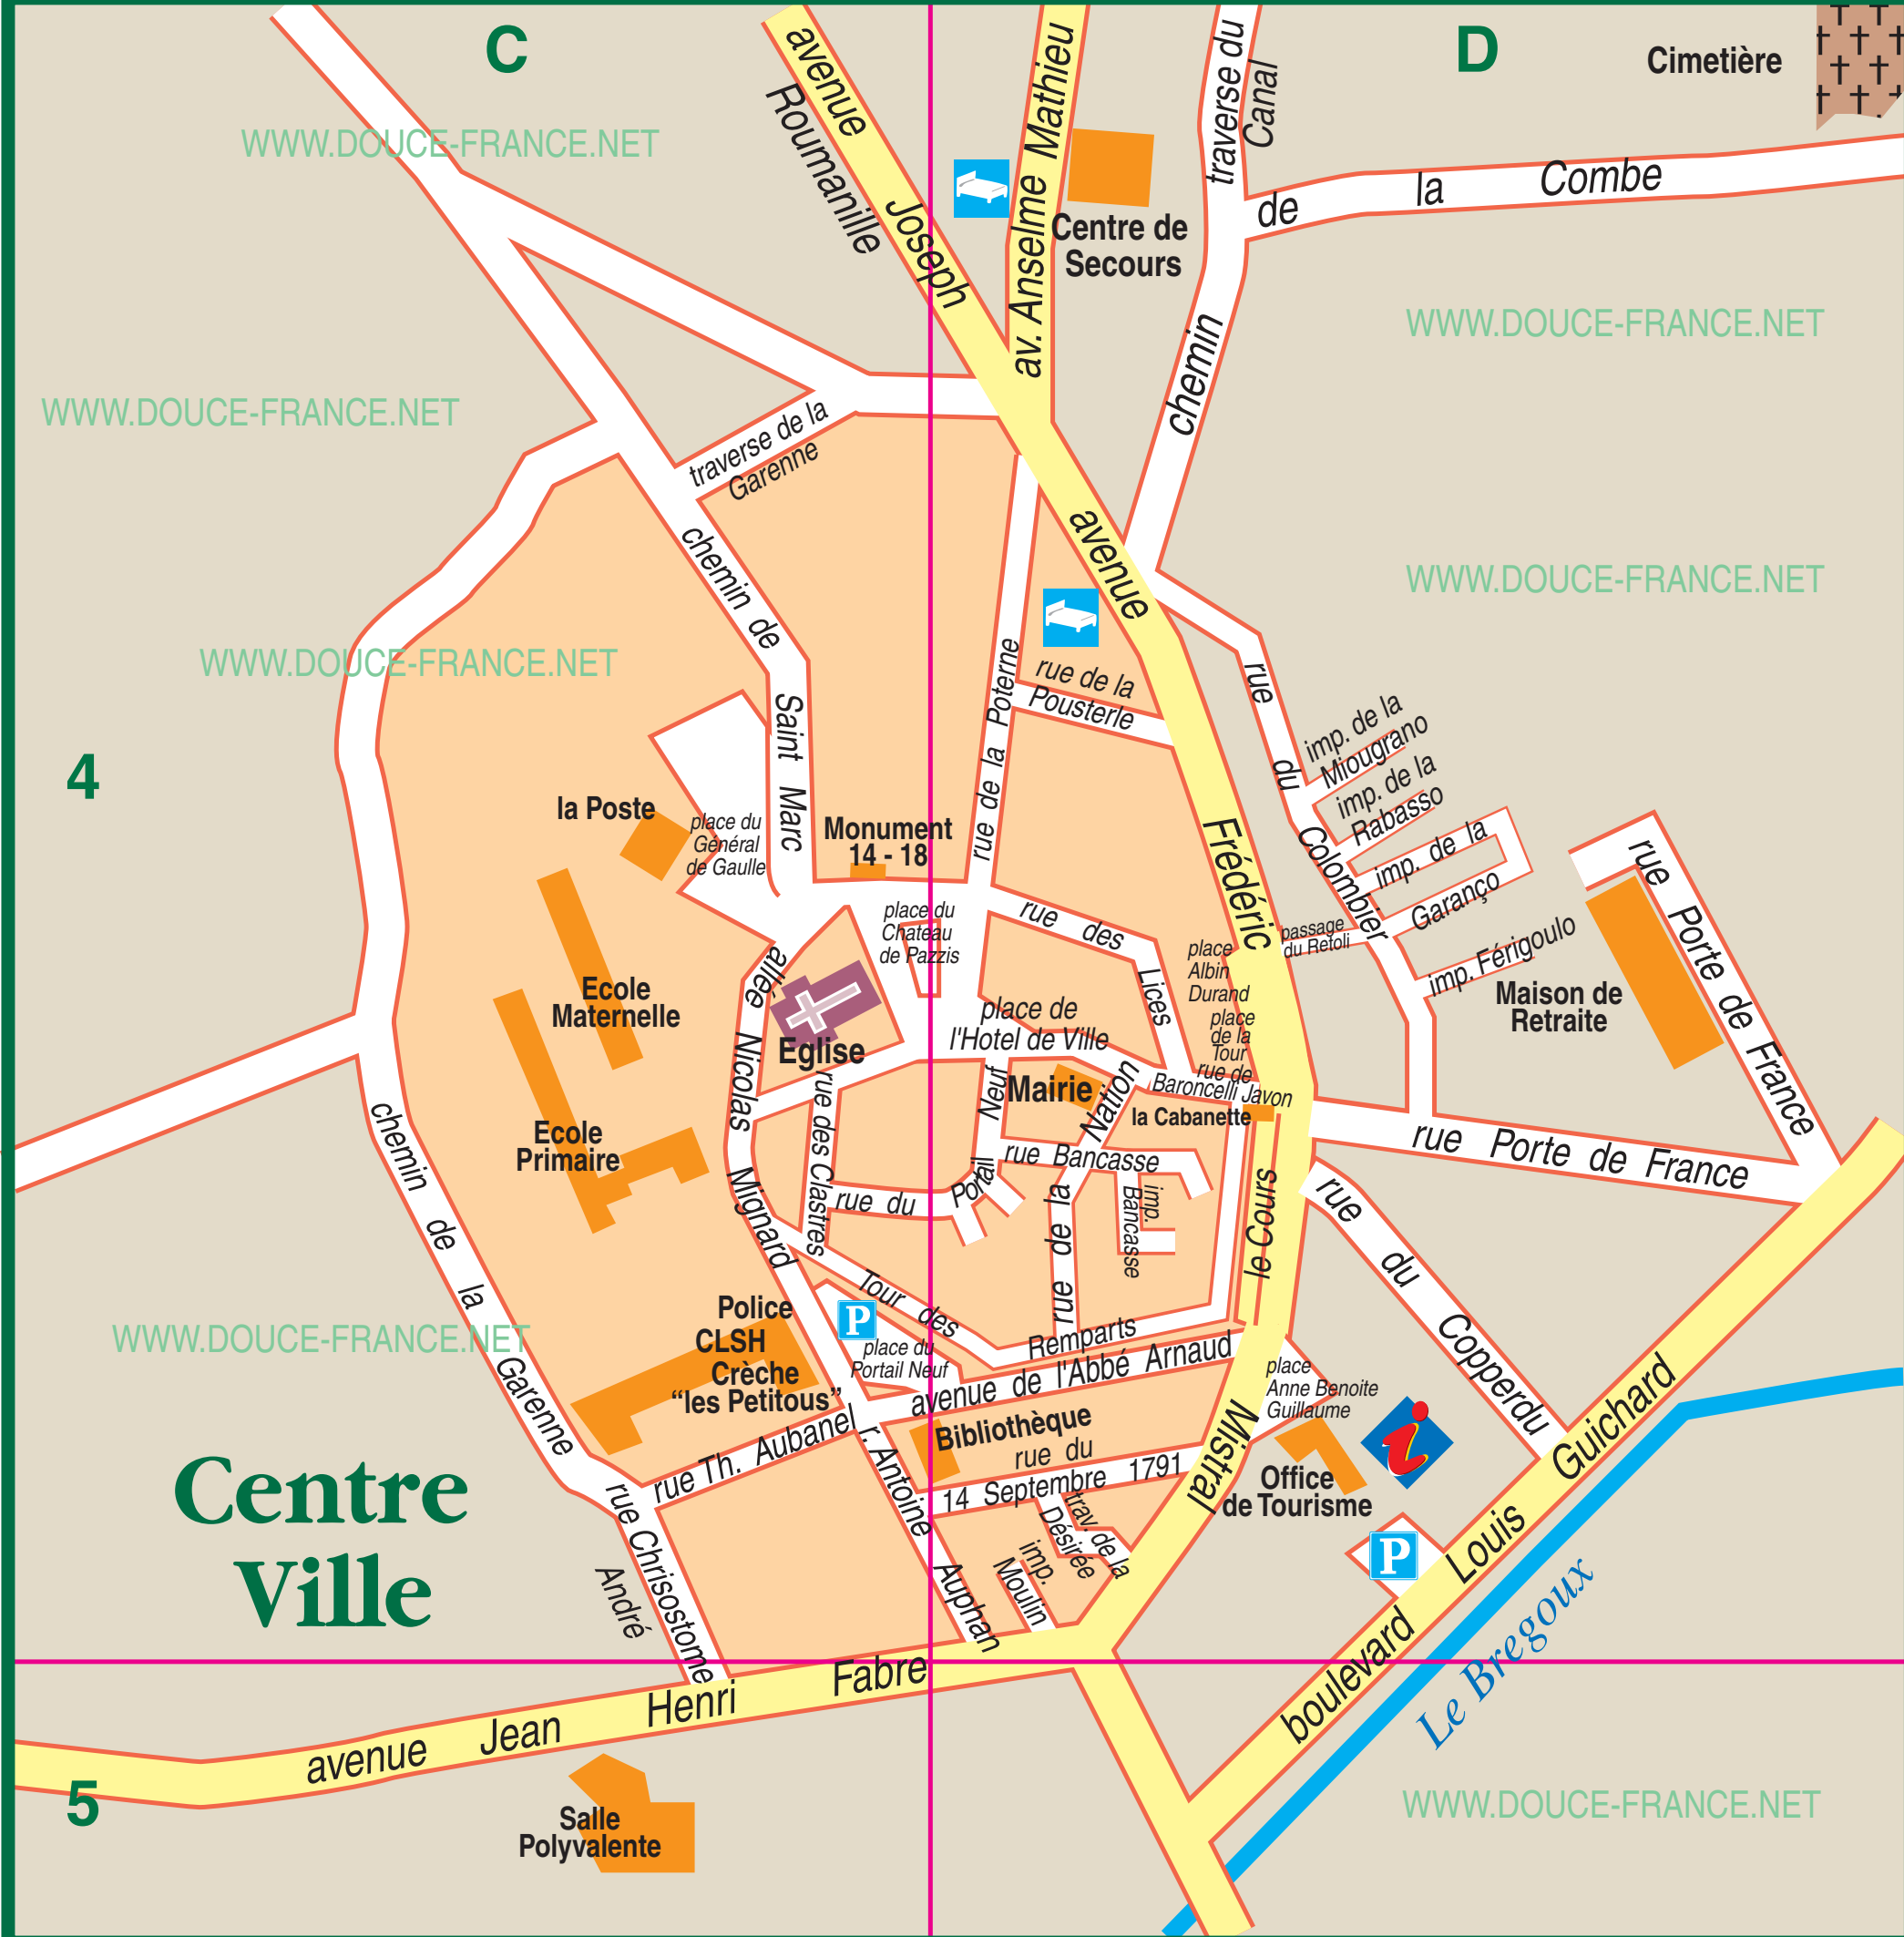 C
D
avenue
Joseph
Roumanille
av. Anselme Mathieu
traverse du
Canal
Cimetière
WWW.DOUCE-FRANCE.NET
chemin
de
la
Combe
Centre de
Secours
WWW.DOUCE-FRANCE.NET
WWW.DOUCE-FRANCE.NET
traverse de la
Garenne
avenue
Frédéric
Mistral
WWW.DOUCE-FRANCE.NET
chemin de
Saint Marc
WWW.DOUCE-FRANCE.NET
rue de la Poterne
rue de la
Pousterle
rue du
Colombier
imp. de la
Miougrano
imp. de la
Rabasso
imp. de la
Garanço
imp. Férigoulo
4
la Poste
place du
Général
de Gaulle
Monument
14 - 18
place du
Chateau
de Pazzis
rue des
Lices
place
Albin
Durand
passage
du Retoli
place
de la
Tour
rue de
Baroncelli Javon
Maison de
Retraite
rue Porte de France
Ecole
Maternelle
allée
Nicolas
Mignard
Eglise
place de
l'Hotel de Ville
Mairie
la Cabanette
Ecole
Primaire
rue des Clastres
rue du
Portail
Neuf
rue de la
Nation
rue Bancasse
imp.
Bancasse
le Cours
rue Porte de France
rue du Copperdu
chemin de la Garenne
Tour des
Remparts
P
place du
Portail Neuf
Police
CLSH
Crèche
“les Petitous”
WWW.DOUCE-FRANCE.NET
avenue de l'Abbé Arnaud
place
Anne Benoite
Guillaume
i
Office
de Tourisme
P
boulevard
Louis
Guichard
Le Bregoux
Bibliothèque
rue du
14 Septembre 1791
rue Th. Aubanel
r. Antoine
Auphan
trav. de la
Désirée
imp.
Moulin
rue Chrisostome
André
Centre
Ville
avenue Jean Henri Fabre
5
Salle
Polyvalente
WWW.DOUCE-FRANCE.NET